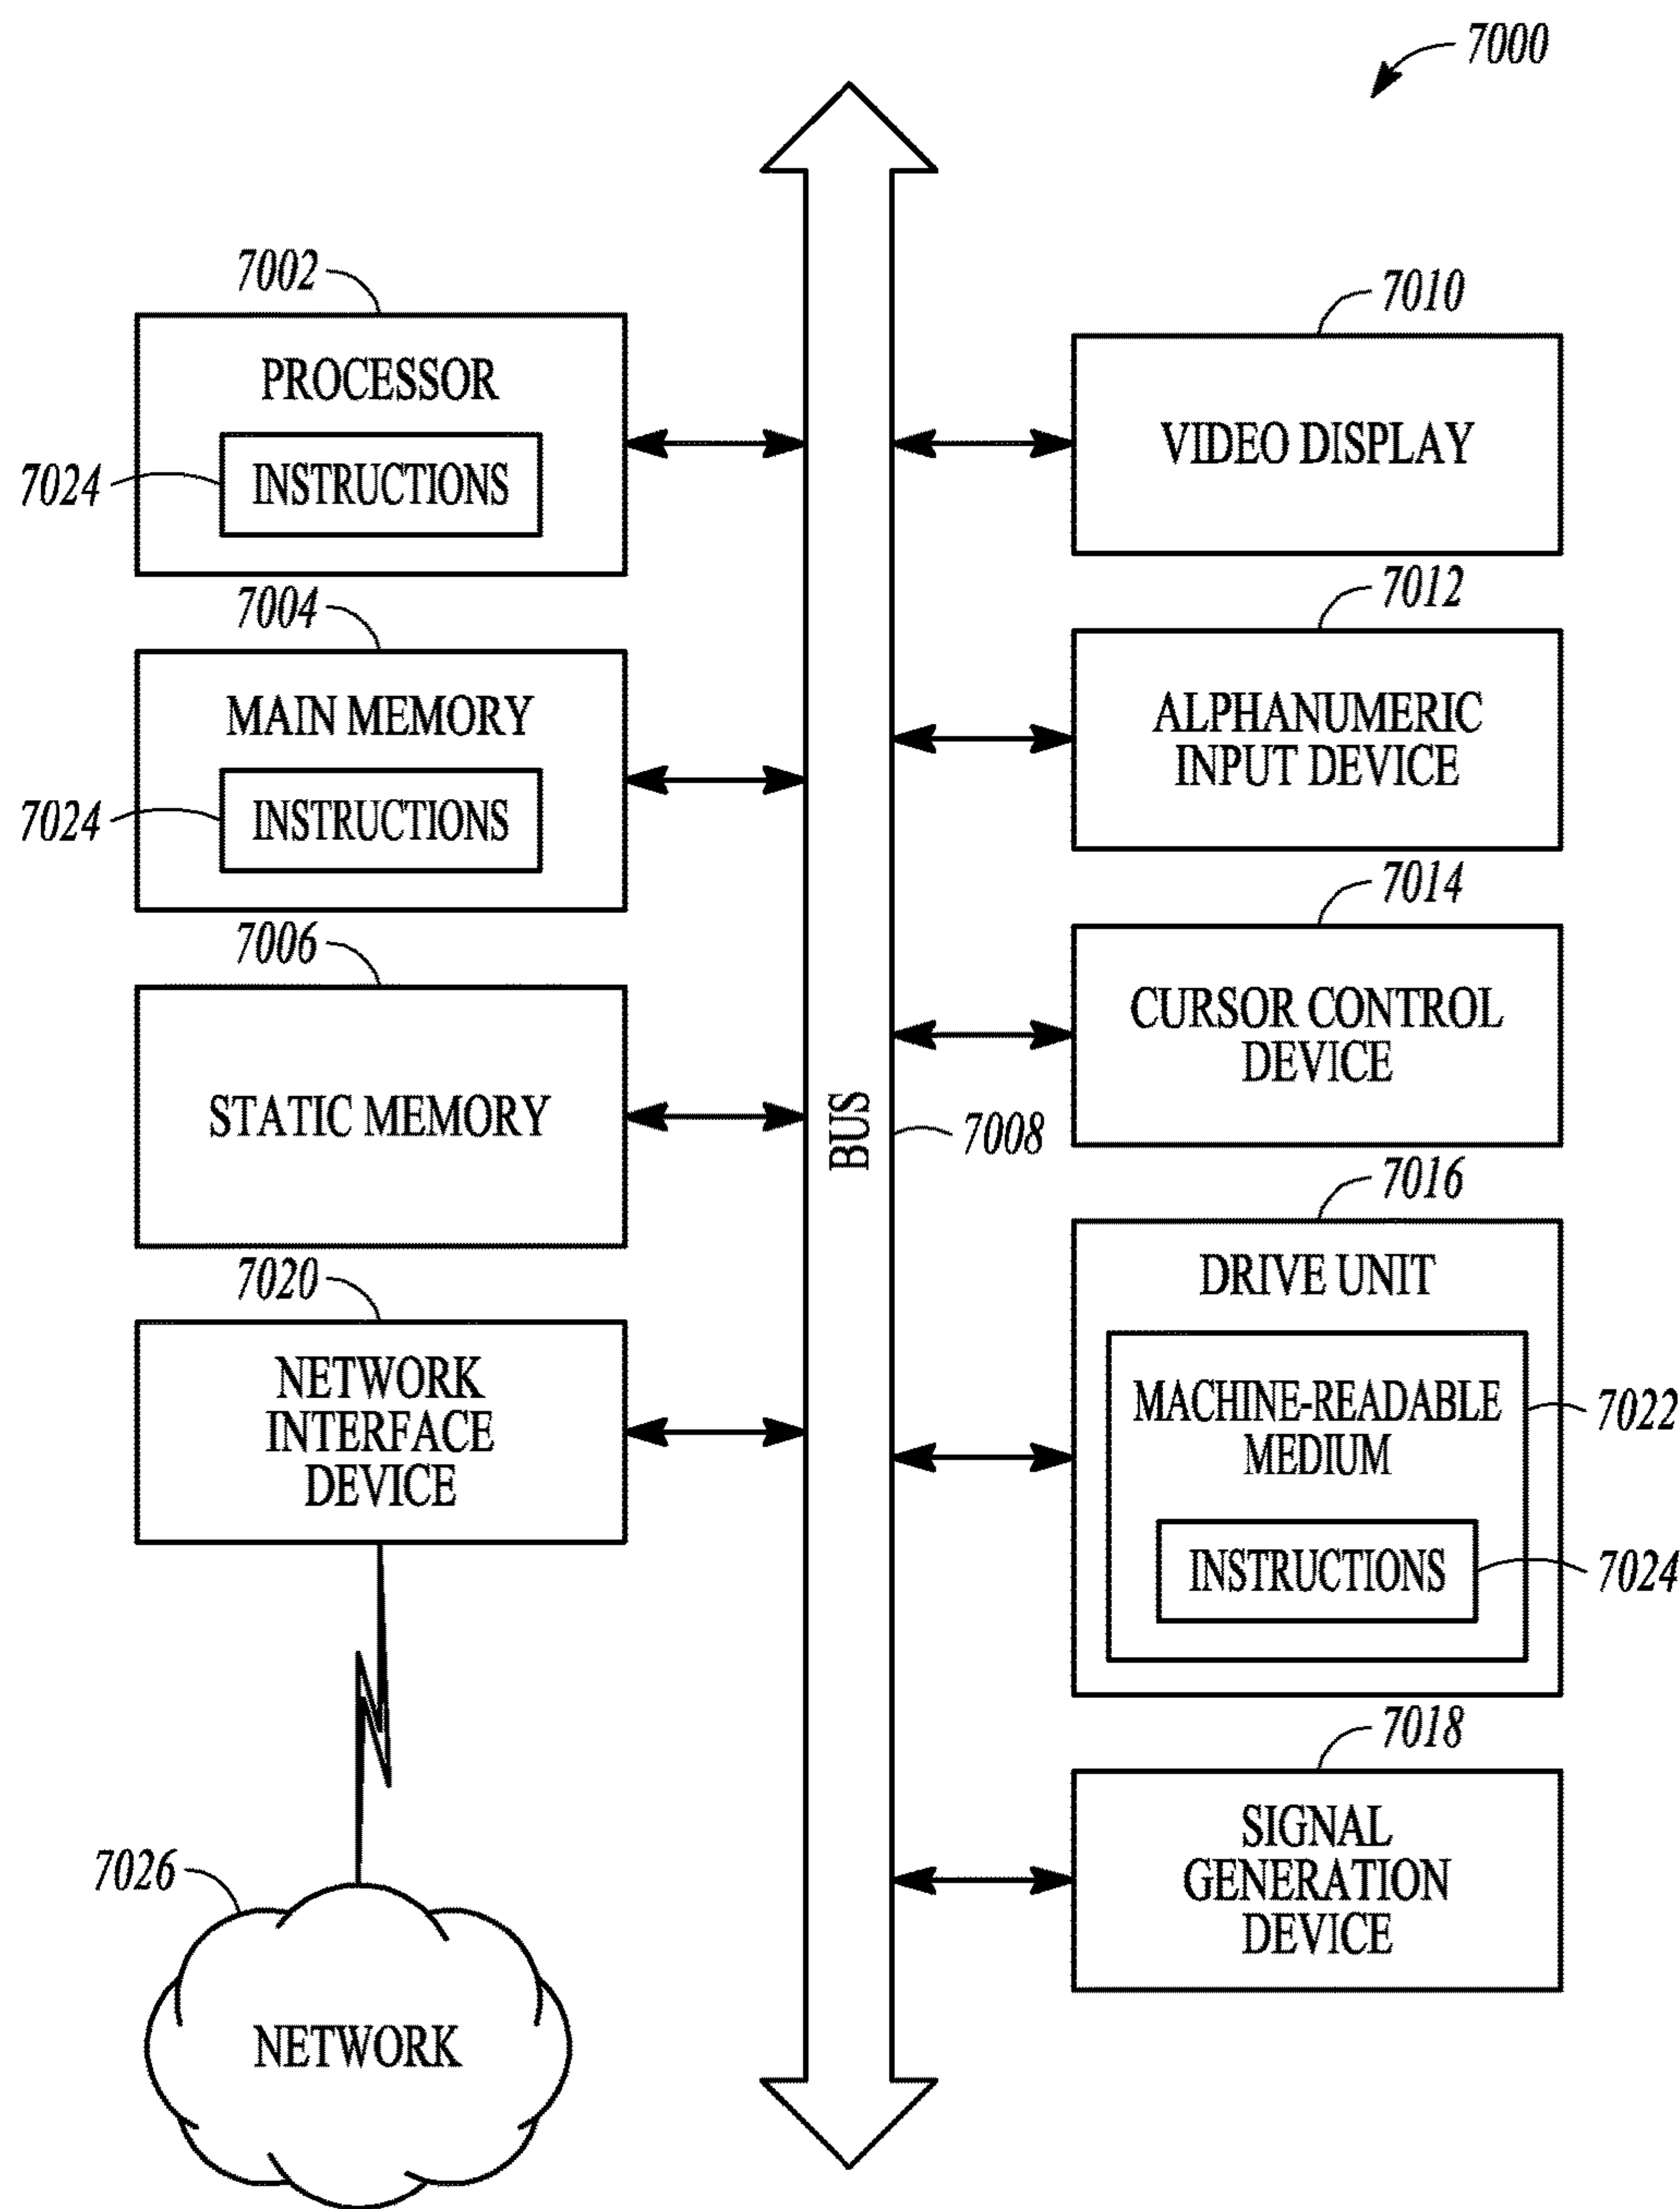 7000
7002
PROCESSOR
7024
INSTRUCTIONS
7004
MAIN MEMORY
7024
INSTRUCTIONS
7006
STATIC MEMORY
7020
NETWORK
INTERFACE
DEVICE
7026
NETWORK
BUS
7008
7010
VIDEO DISPLAY
7012
ALPHANUMERIC
INPUT DEVICE
7014
CURSOR CONTROL
DEVICE
7016
DRIVE UNIT
MACHINE-READABLE
MEDIUM
7022
INSTRUCTIONS
7024
7018
SIGNAL
GENERATION
DEVICE